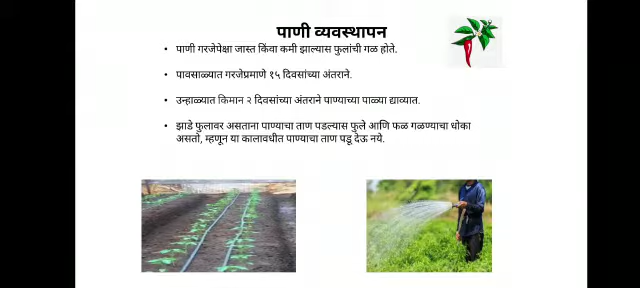 पाणी व्यवस्थापन
• पाणी गरजेपेक्षा जास्त किंवा कमी झाल्यास फुलांची गळ होते.
• पावसाळ्यात गरजेप्रमाणे १५ दिवसांच्या अंतराने.
• उन्हाळ्यात किमान २ दिवसांच्या अंतराने पाण्याच्या पाळ्या द्याव्यात.
• झाडे फुलावर असताना पाण्याचा ताण पडल्यास फुले आणि फळ गळण्याचा धोका
असतो, म्हणून या कालावधीत पाण्याचा ताण पडू देऊ नये.